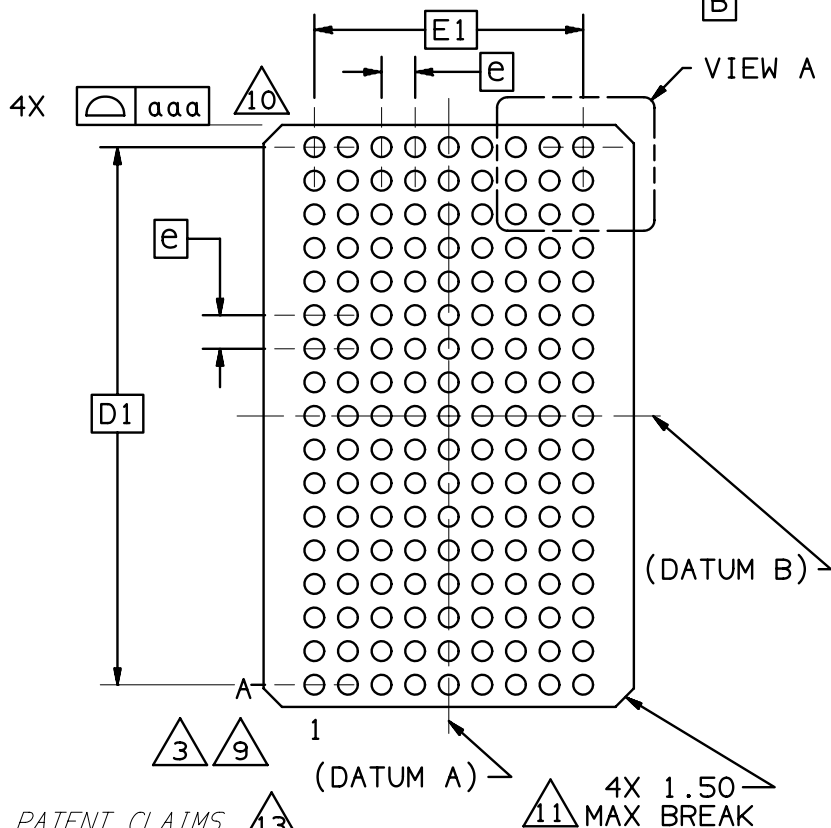 B
E1
e
VIEW A
4X aaa 10
e
D1
(DATUM B)
A
1
3 9
(DATUM A)
4X 1.50
11 MAX BREAK
PATENT CLAIMS 13